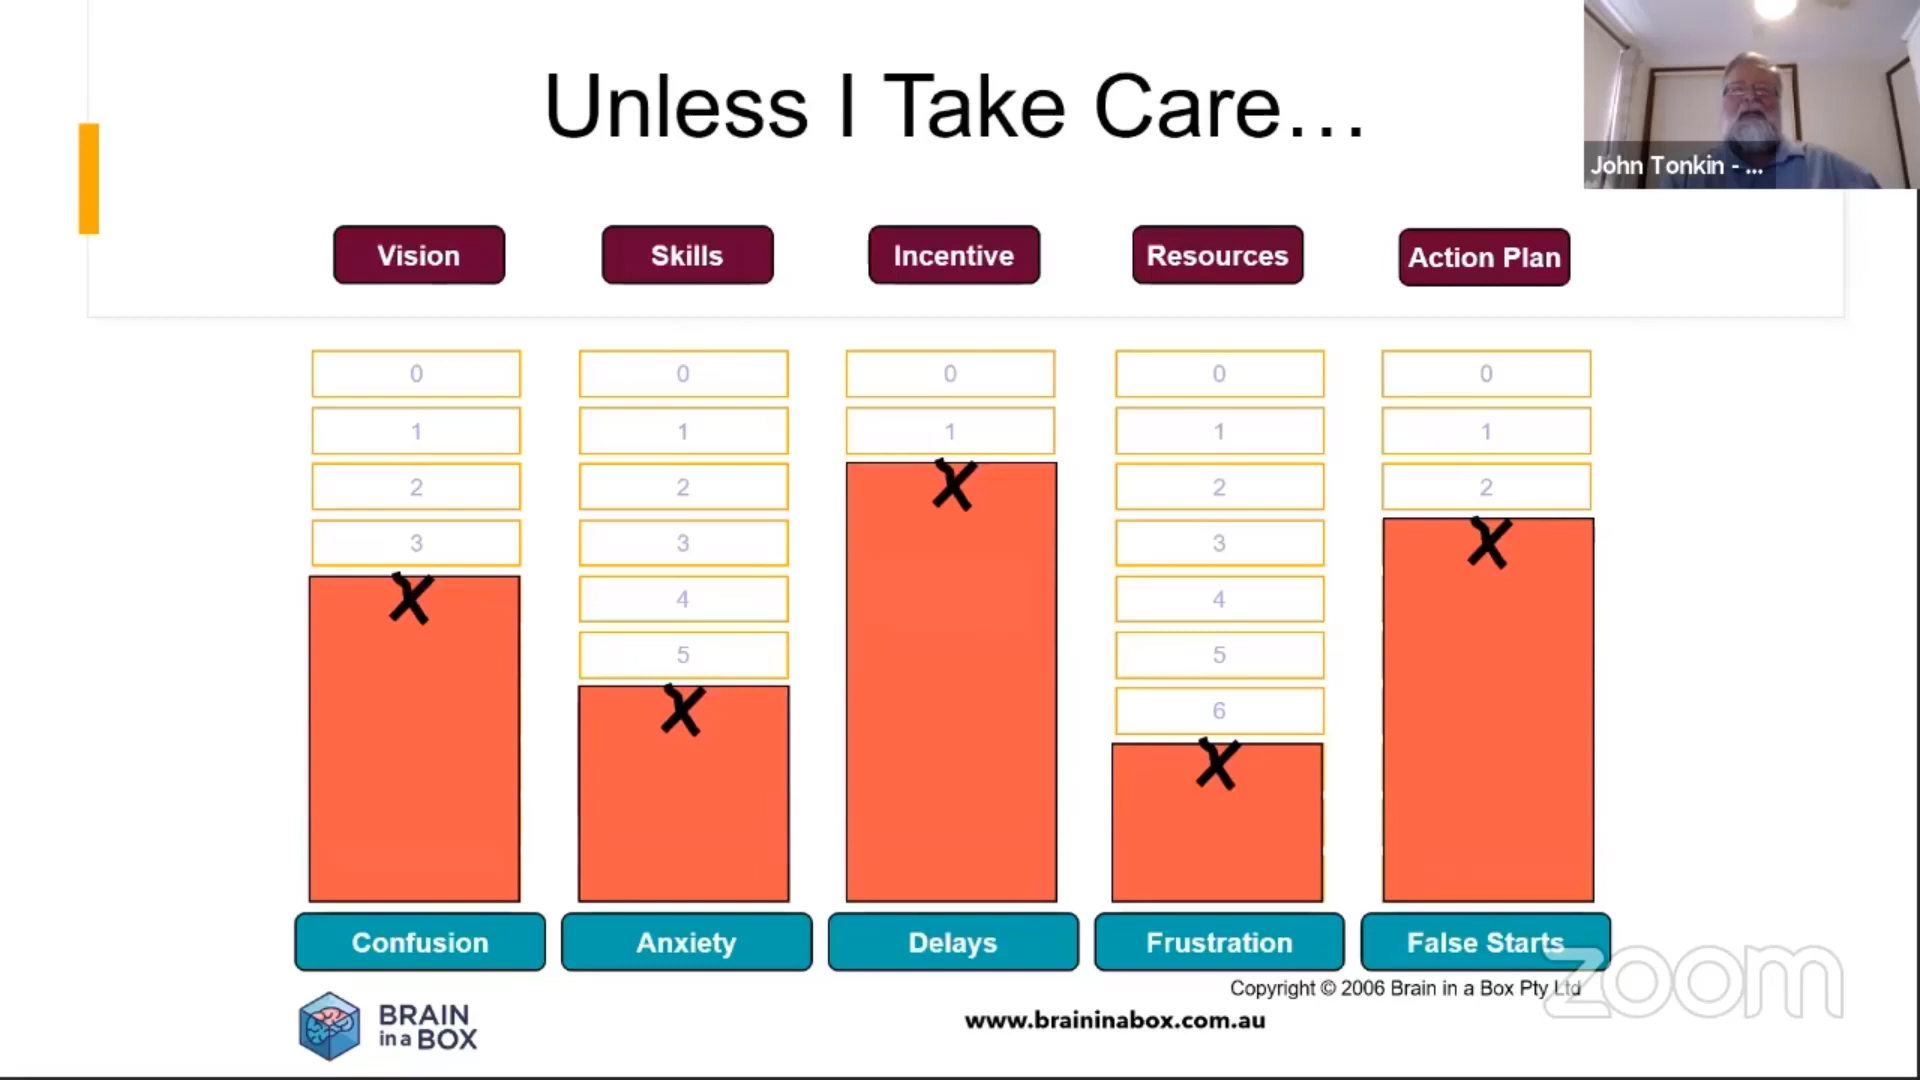 Unless I Take Care...
John Tonkin - ...
Vision Skills Incentive Resources Action Plan
0 0 0 0 0
1 1 1 1 1
2 2 2 2
3 3 3
4 4
5 5
6
X X X X X
Confusion Anxiety Delays Frustration False Starts
Copyright © 2006 Brain in a Box Pty Ltd
zoom
BRAIN
in a BOX
www.braininabox.com.au